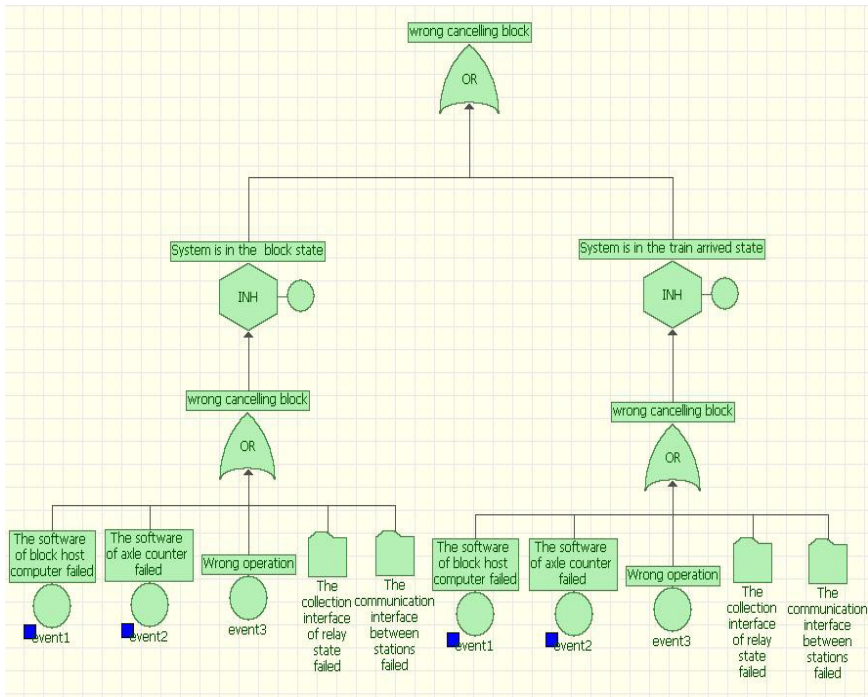 wrong cancelling block
OR
System is in the block state
System is in the train arrived state
INH
INH
wrong cancelling block
wrong cancelling block
OR
OR
The software
of block host
computer failed
The software
of axle counter
failed
Wrong operation
event1
event2
event3
The
collection
interface
of relay
state
failed
The
communication
interface
between
stations
failed
The software
of block host
computer failed
The software
of axle counter
failed
Wrong operation
event1
event2
event3
The
collection
interface
of relay
state
failed
The
communication
interface
between
stations
failed